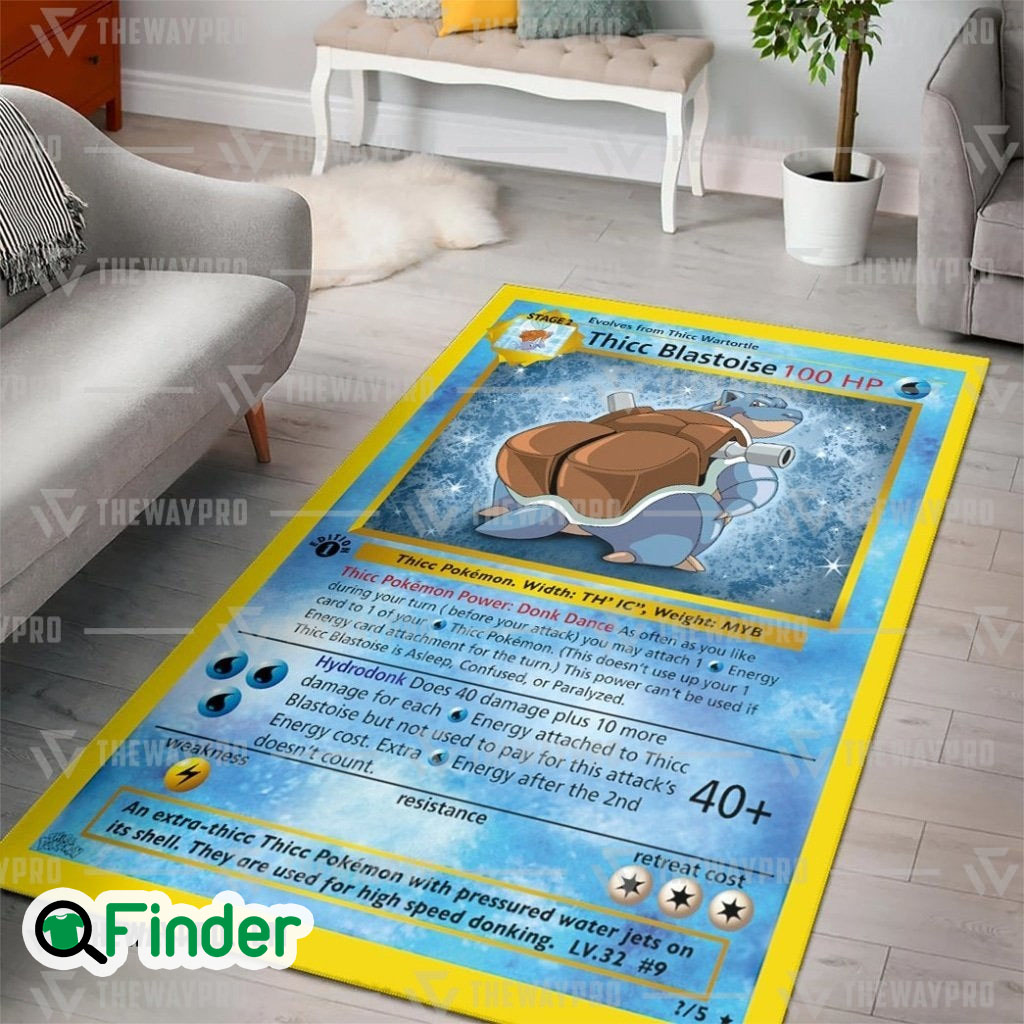 THEWAYPRO
STAGE 2
Evolves from Thicc Wartortle
Thicc Blastoise 100 HP
EDITION
1
Thicc Pokémon. Width: TH' IC", Weight: MYB
Thicc Pokémon Power: Donk Dance As often as you like
during your turn ( before your attack) you may attach 1 Energy
card to 1 of your Thicc Pokémon. (This doesn't use up your 1
Energy card attachment for the turn.) This power can't be used if
Thicc Blastoise is Asleep, Confused, or Paralyzed.
Hydrodonk Does 40 damage plus 10 more
damage for each Energy attached to Thicc
Blastoise but not used to pay for this attack's
Energy cost. Extra Energy after the 2nd
doesn't count.
40+
Weakness
resistance
retreat cost
An extra-thicc Thicc Pokémon with pressured water jets on
its shell. They are used for high speed donking. LV.32 #9
?/5
Finder